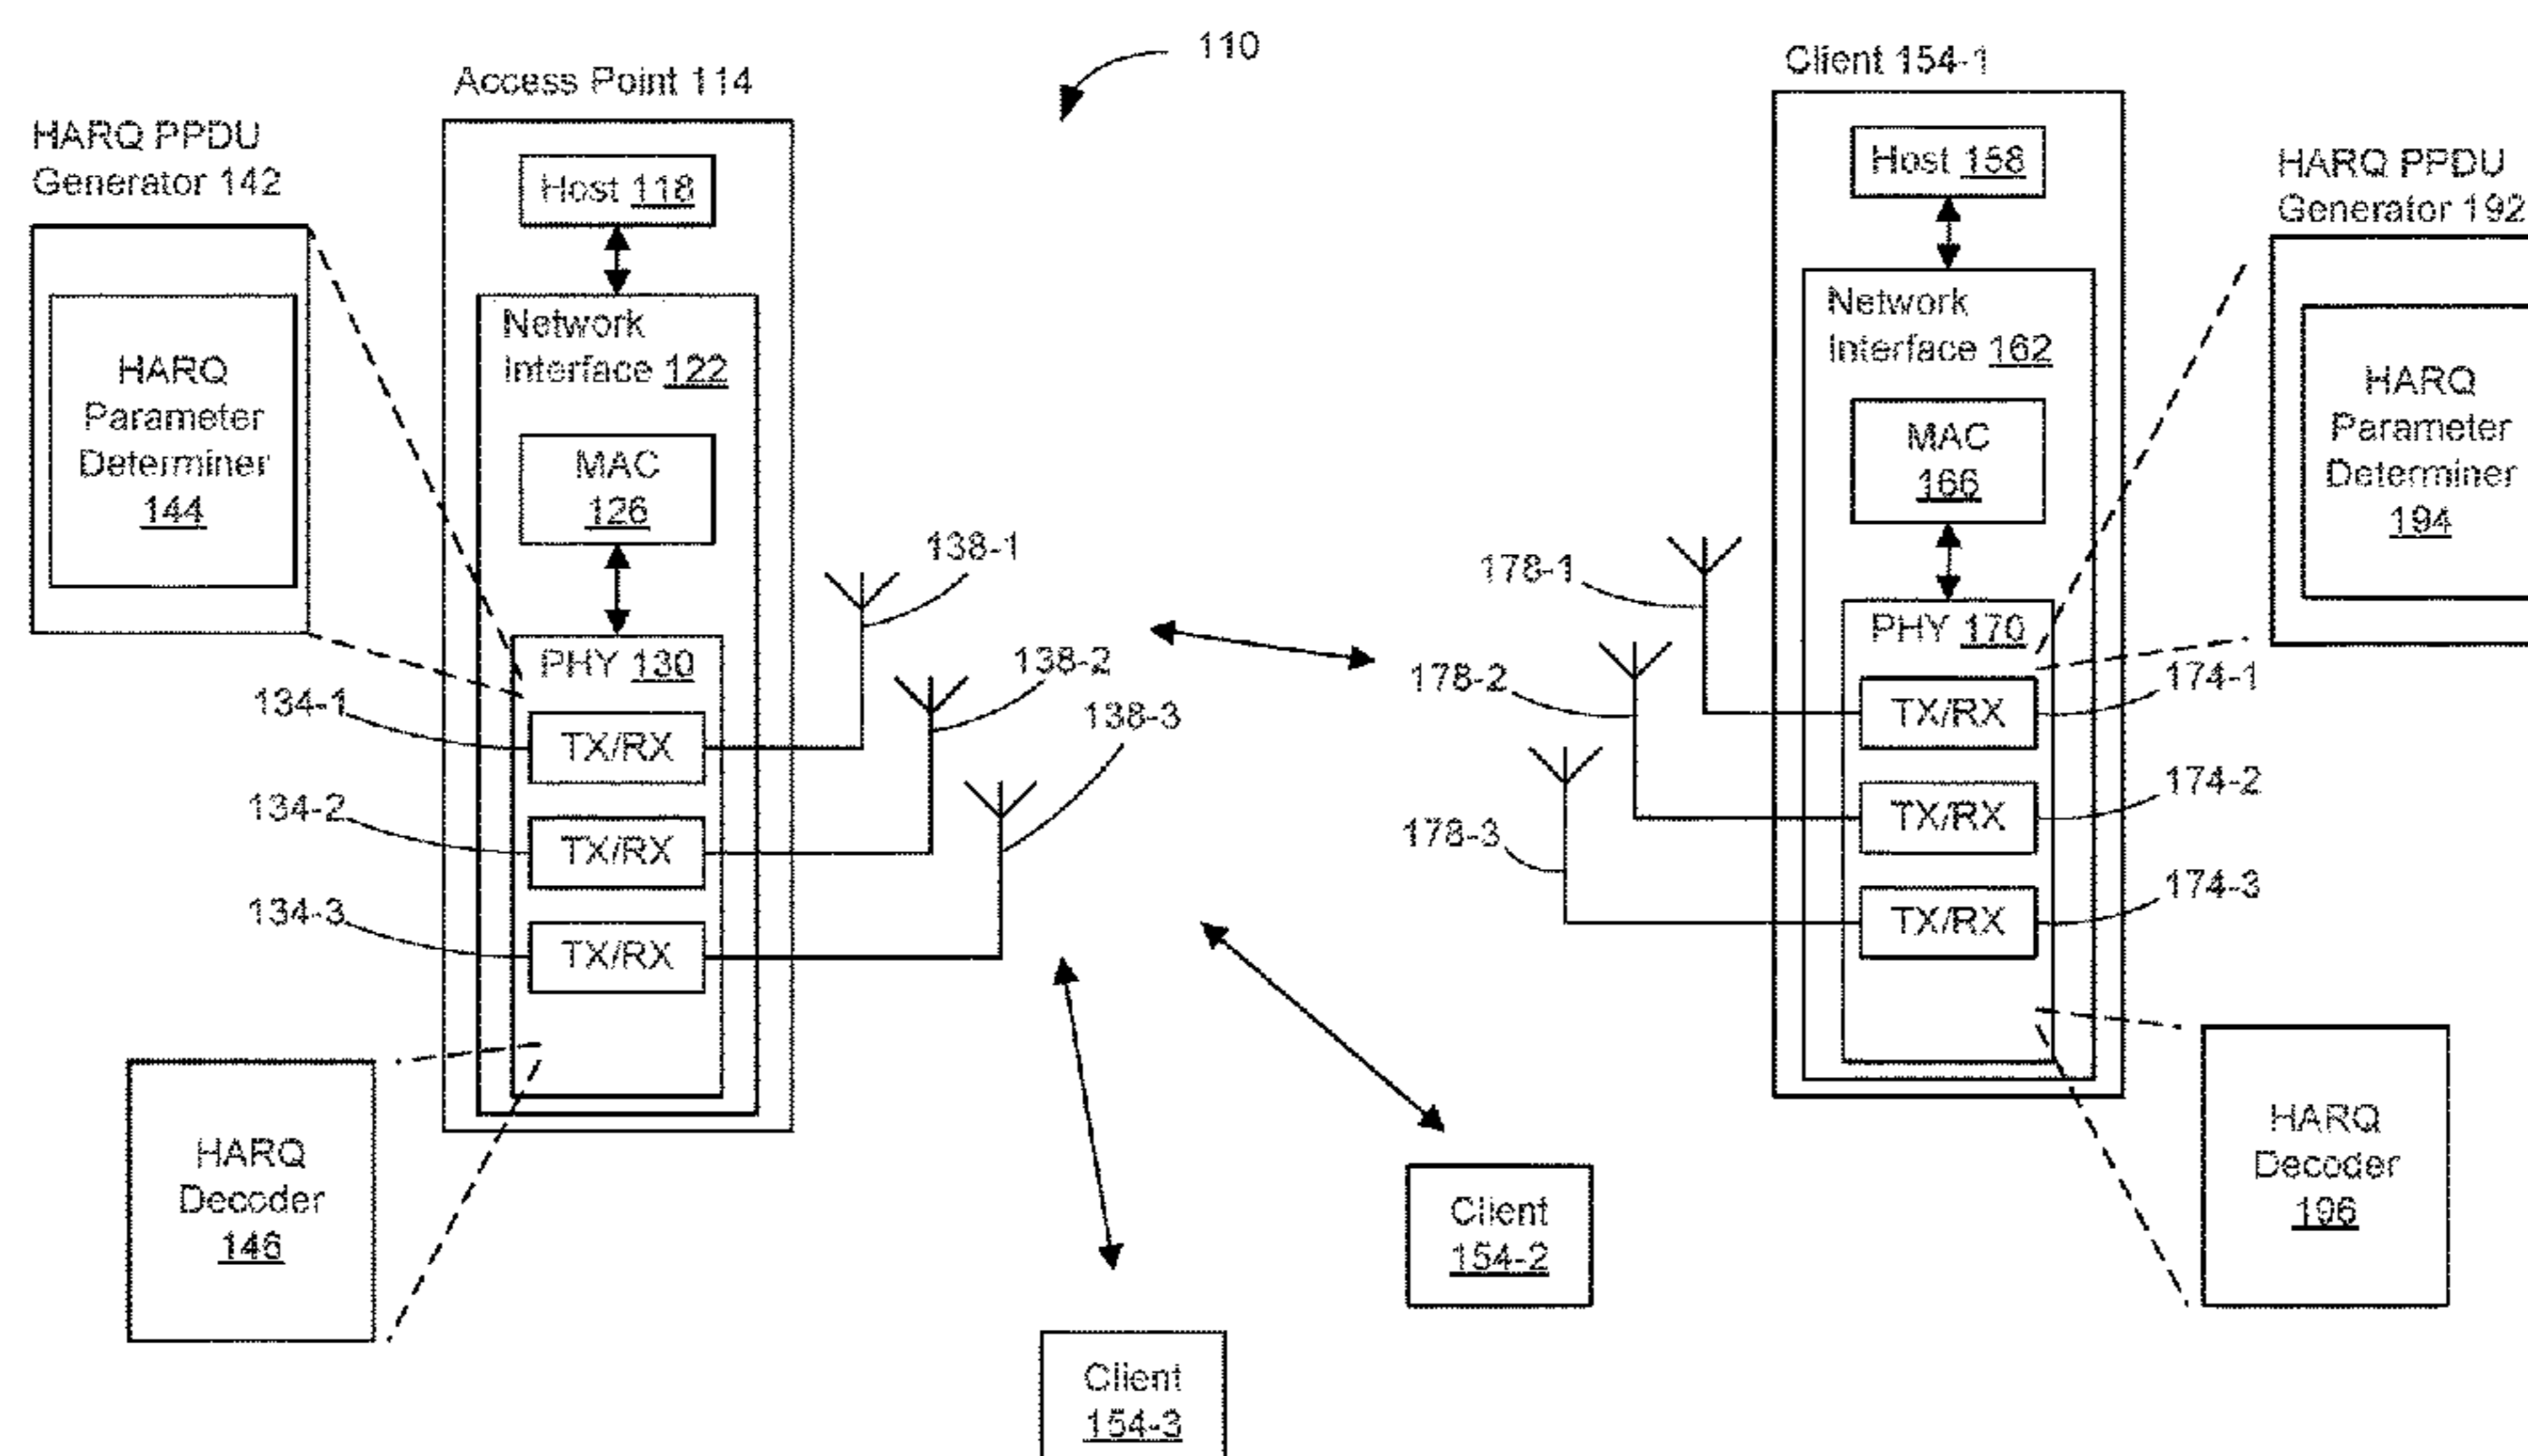 110
Access Point 114
HARQ PPDU
Generator 142
HARQ
Parameter
Determiner
144
Host 118
Network
Interface 122
MAC
126
PHY 130
134-1
TX/RX
134-2
TX/RX
134-3
TX/RX
138-1
138-2
138-3
HARQ
Decoder
146
Client 154-1
Host 158
Network
Interface 162
MAC
166
PHY 170
178-1
178-2
178-3
TX/RX
174-1
TX/RX
174-2
TX/RX
174-3
HARQ PPDU
Generator 192
HARQ
Parameter
Determiner
194
HARQ
Decoder
196
Client
154-2
Client
154-3